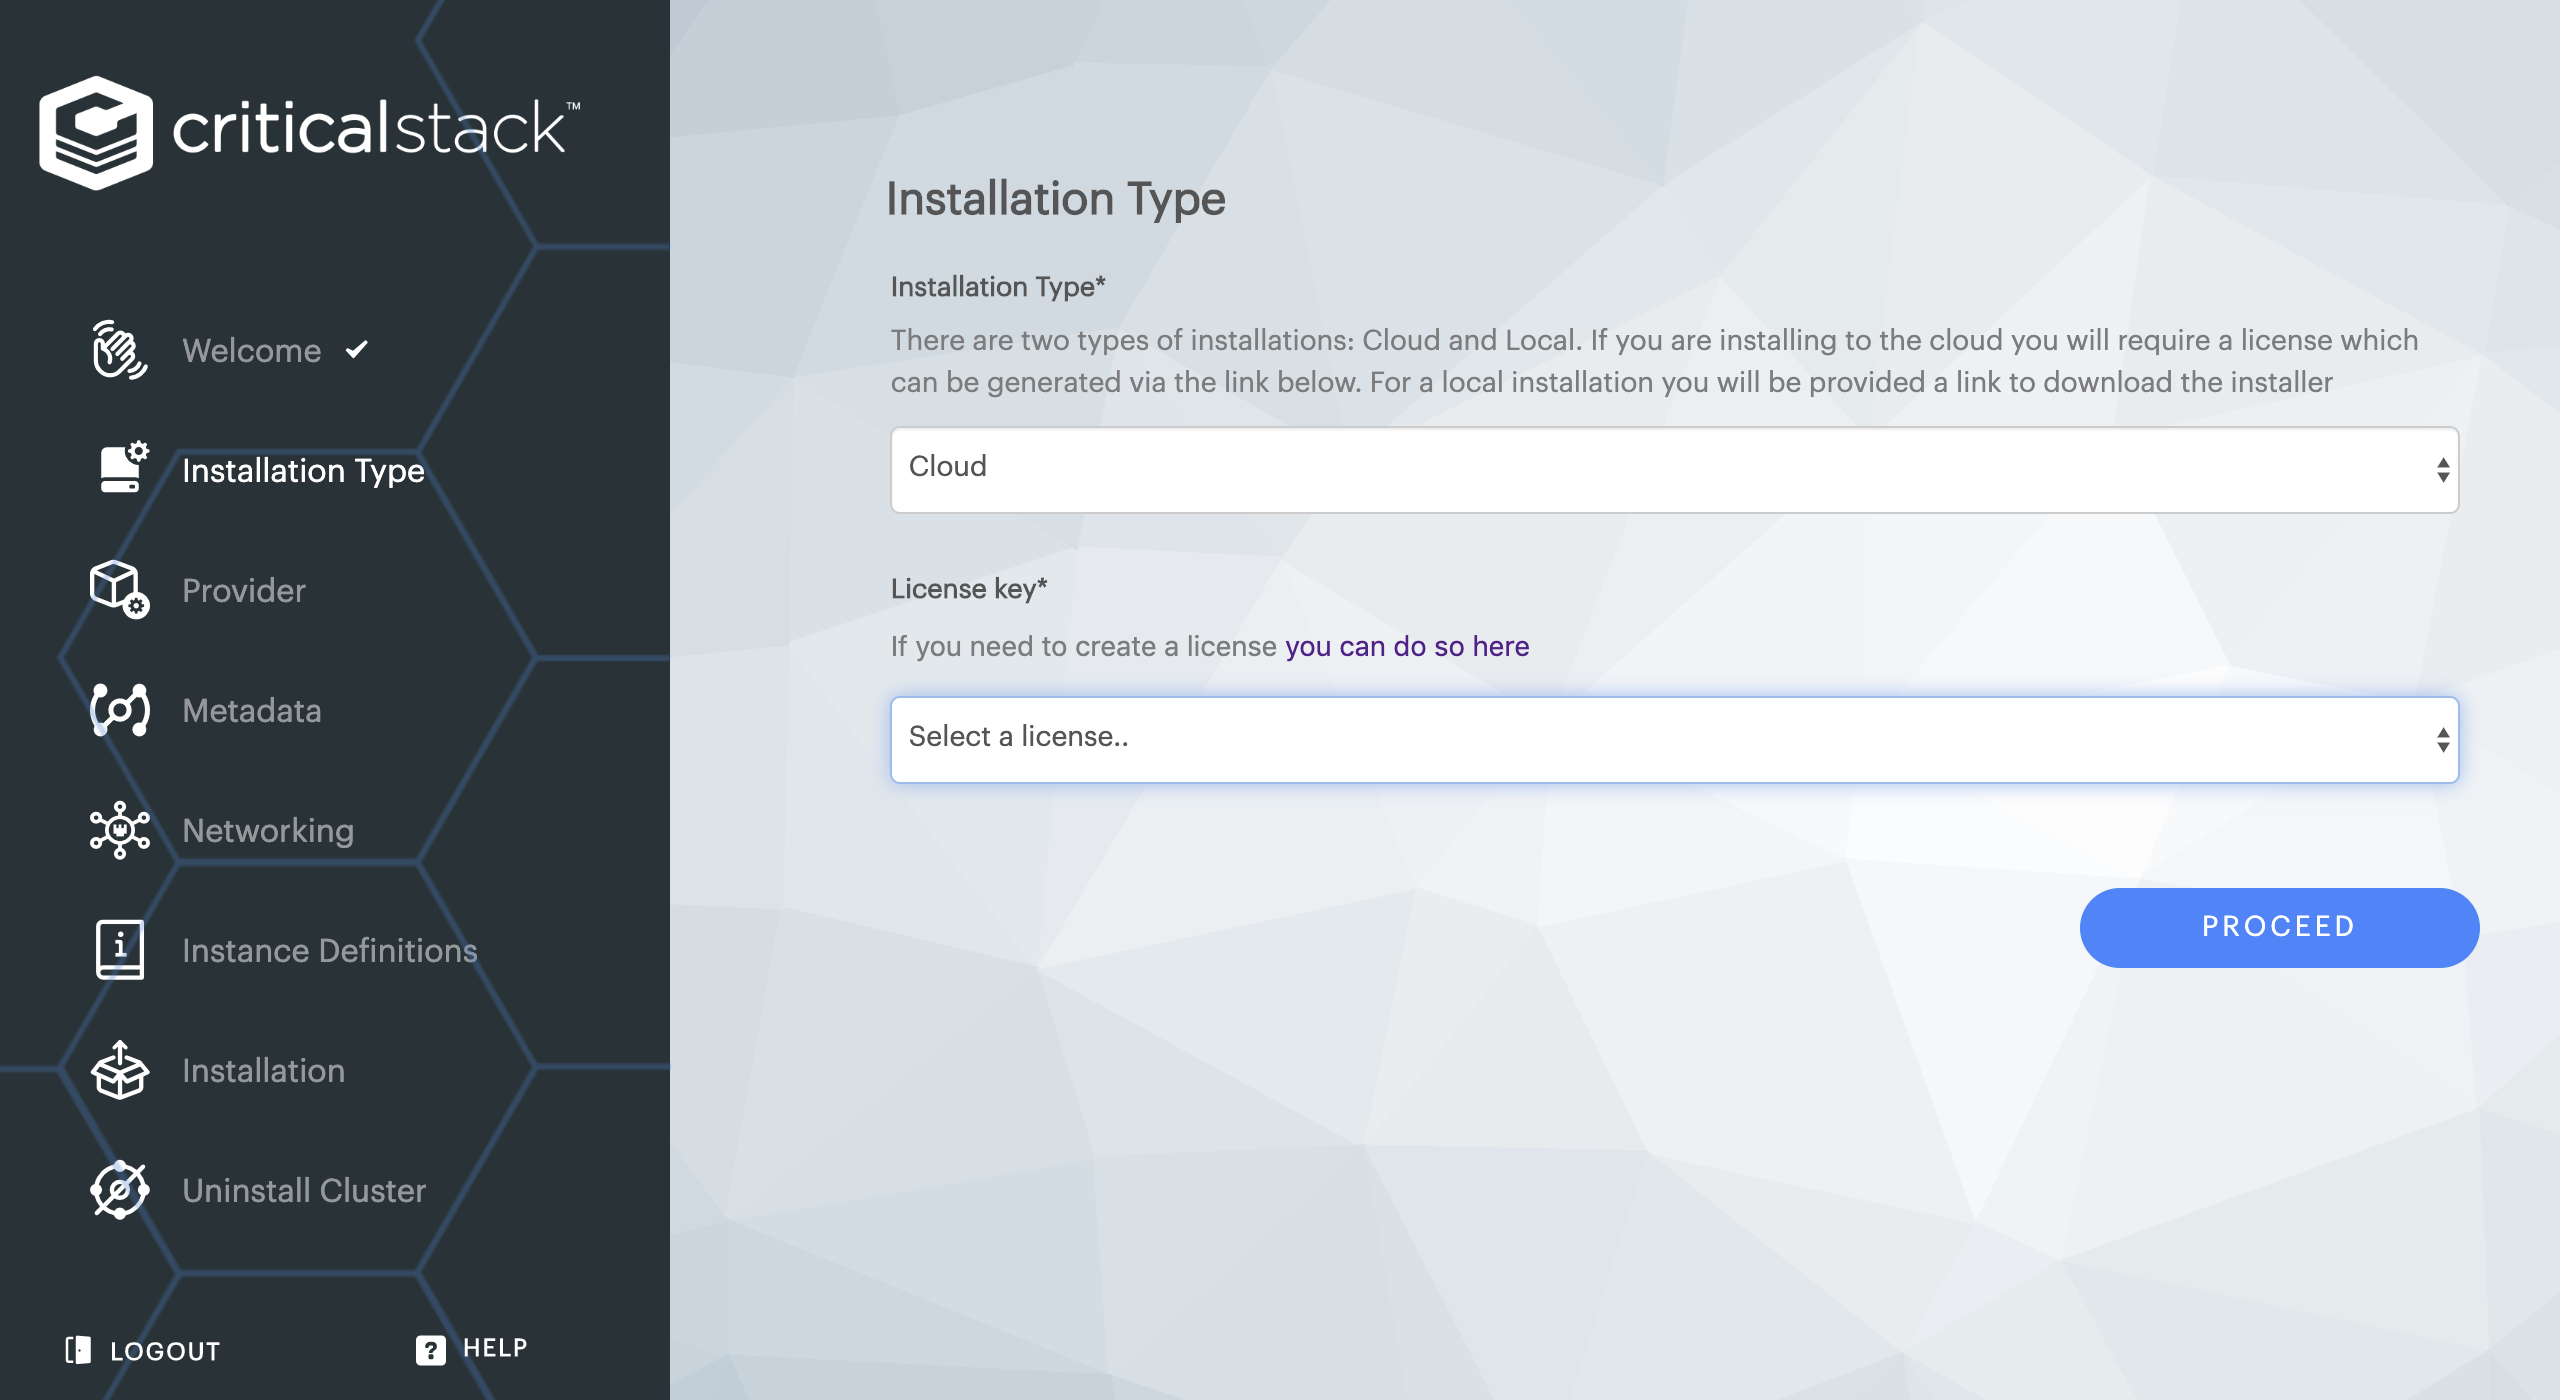 criticalstack™
Welcome
Installation Type
Provider
Metadata
Networking
Instance Definitions
Installation
Uninstall Cluster
LOGOUT
HELP
Installation Type
Installation Type*
There are two types of installations: Cloud and Local. If you are installing to the cloud you will require a license which
can be generated via the link below. For a local installation you will be provided a link to download the installer
Cloud
License key*
If you need to create a license you can do so here
Select a license..
PROCEED